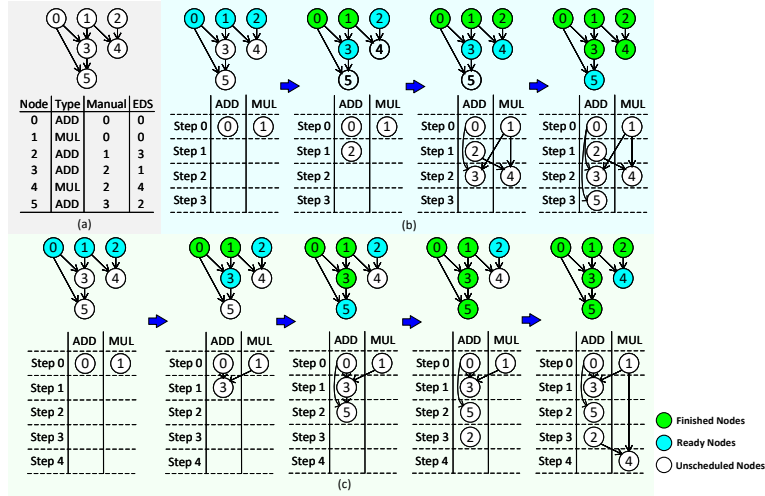 0 1 2
3 4
5
Node Type Manual EDS
0 ADD 0 0
1 MUL 0 0
2 ADD 1 3
3 ADD 2 1
4 MUL 2 4
5 ADD 3 2
(a)
0 1 2
3 4
5
ADD MUL
Step 0 0 1
Step 1
Step 2
Step 3
0 1 2
3 4
5
ADD MUL
Step 0 0 1
Step 1 2
Step 2
Step 3
0 1 2
3 4
5
ADD MUL
Step 0 0 1
Step 1 2
Step 2 3 4
Step 3
0 1 2
3 4
5
ADD MUL
Step 0 0 1
Step 1 2
Step 2 3 4
Step 3 5
(b)
0 1 2
3 4
5
ADD MUL
Step 0 0 1
Step 1
Step 2
Step 3
Step 4
0 1 2
3 4
5
ADD MUL
Step 0 0 1
Step 1 3
Step 2
Step 3
Step 4
0 1 2
3 4
5
ADD MUL
Step 0 0 1
Step 1 3
Step 2 5
Step 3
Step 4
0 1 2
3 4
5
ADD MUL
Step 0 0 1
Step 1 3
Step 2 5
Step 3 2
Step 4
0 1 2
3 4
5
ADD MUL
Step 0 0 1
Step 1 3
Step 2 5
Step 3 2
Step 4 4
(c)
Finished Nodes
Ready Nodes
Unscheduled Nodes